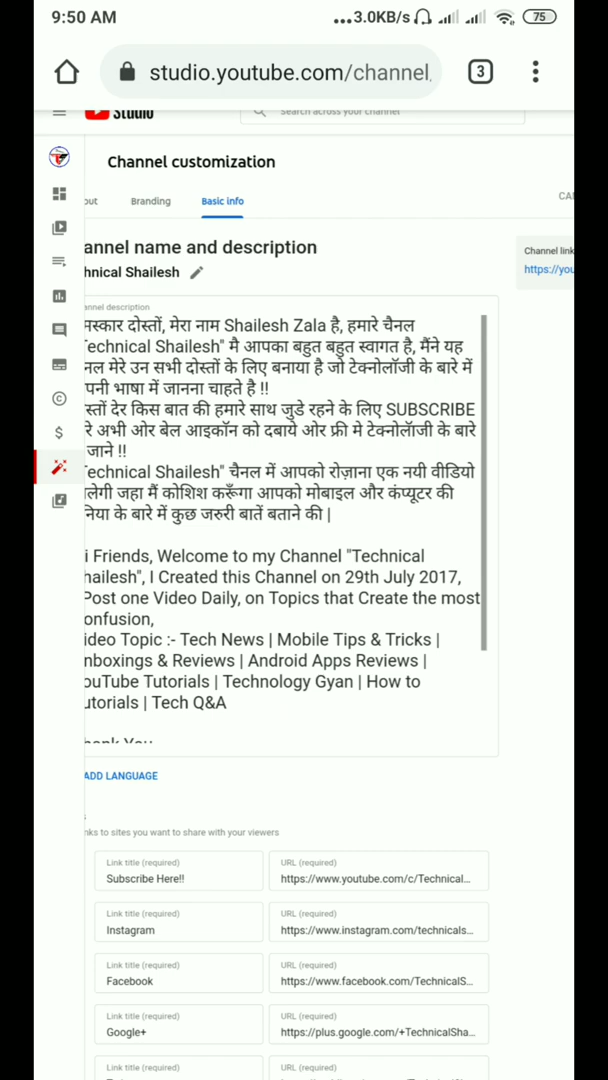 9:50 AM
...3.0KB/s
75
studio.youtube.com/channel
3
Studio
Search across your channel
Channel customization
out Branding Basic info
annel name and description
Channel link
hnical Shailesh
https://you
annel description
मस्कार दोस्तों, मेरा नाम Shailesh Zala है, हमारे चैनल
Technical Shailesh" मै आपका बहुत बहुत स्वागत है, मैंने यह
नल मेरे उन सभी दोस्तों के लिए बनाया है जो टेक्नोलॉजी के बारे में
पनी भाषा में जानना चाहते है !!
स्तों देर किस बात की हमारे साथ जुडे रहने के लिए SUBSCRIBE
रे अभी ओर बेल आइकॉन को दबाये ओर फ्री मे टेक्नोलॅाजी के बारे
जाने !!
Technical Shailesh" चैनल में आपको रोज़ाना एक नयी वीडियो
लेगी जहा मैं कोशिश करूँगा आपको मोबाइल और कंप्यूटर की
निया के बारे में कुछ जरुरी बातें बताने की |
i Friends, Welcome to my Channel "Technical
hailesh", I Created this Channel on 29th July 2017,
Post one Video Daily, on Topics that Create the most
onfusion,
ideo Topic :- Tech News | Mobile Tips & Tricks |
nboxings & Reviews | Android Apps Reviews |
ouTube Tutorials | Technology Gyan | How to
utorials | Tech Q&A
ADD LANGUAGE
nks to sites you want to share with your viewers
Link title (required) URL (required)
Subscribe Here!! https://www.youtube.com/c/Technical...
Link title (required) URL (required)
Instagram https://www.instagram.com/technicals...
Link title (required) URL (required)
Facebook https://www.facebook.com/TechnicalS...
Link title (required) URL (required)
Google+ https://plus.google.com/+TechnicalSha...
Link title (required) URL (required)